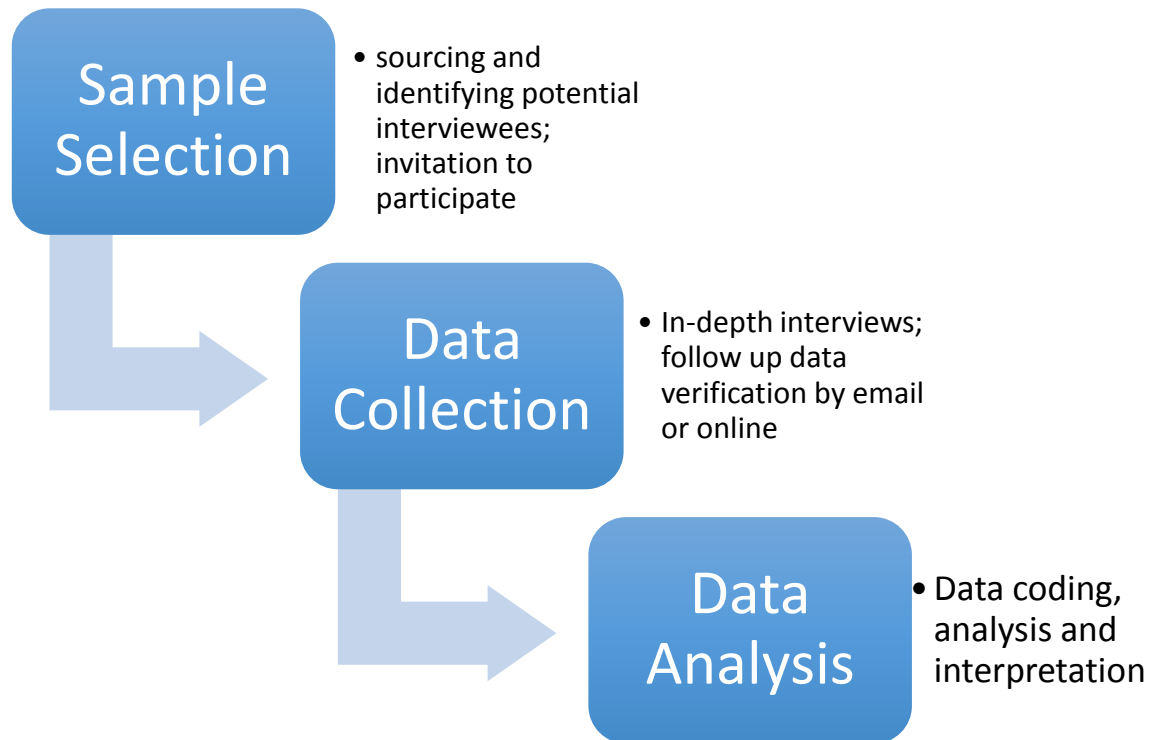 Sample
Selection
• sourcing and
identifying potential
interviewees;
invitation to
participate
Data
Collection
• In-depth interviews;
follow up data
verification by email
or online
Data
Analysis
• Data coding,
analysis and
interpretation